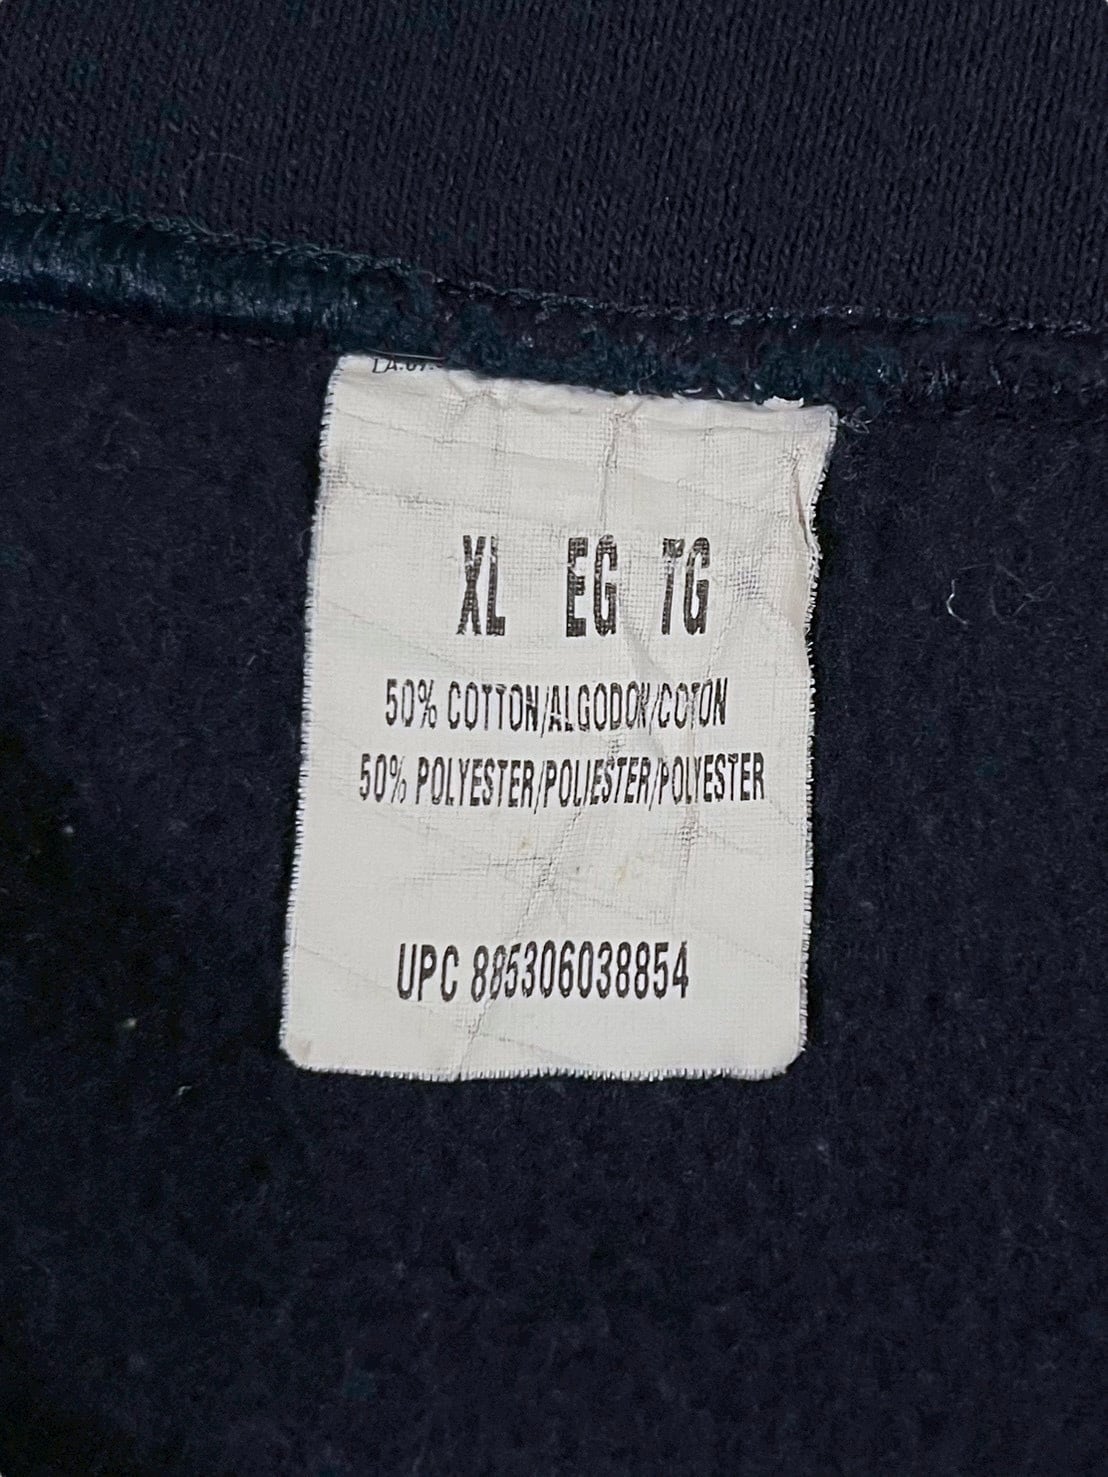 XL EG TG
50% COTTON/ALGODON/COTON
50% POLYESTER/POLIESTER/POLYESTER
UPC 885306038854